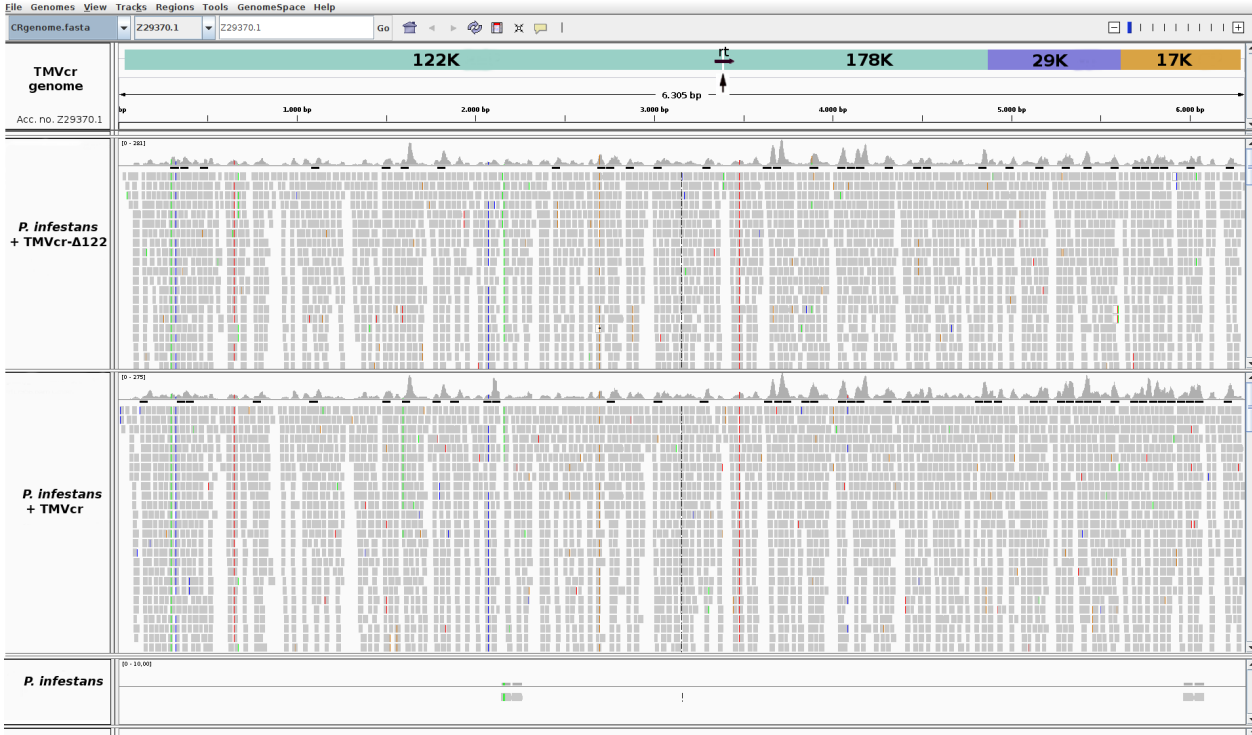 File Genomes View Tracks Regions Tools GenomeSpace Help
CRgenome.fasta Z29370.1 Z29370.1 Go
TMVcr
genome
Acc. no. Z29370.1
rt
122K 178K 29K 17K
6.305 bp
bp 1.000 bp 2.000 bp 3.000 bp 4.000 bp 5.000 bp 6.000 bp
[0 - 281]
P. infestans
+ TMVcr-Δ122
[0 - 275]
P. infestans
+ TMVcr
[0 - 10,00]
P. infestans